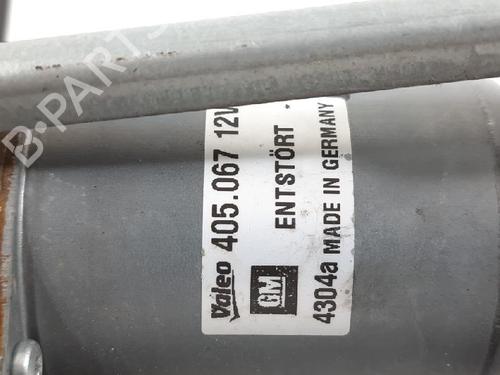 Valeo 405.067 12V
GM ENTSTÖRT
4304a MADE IN GERMANY
B-PARTS